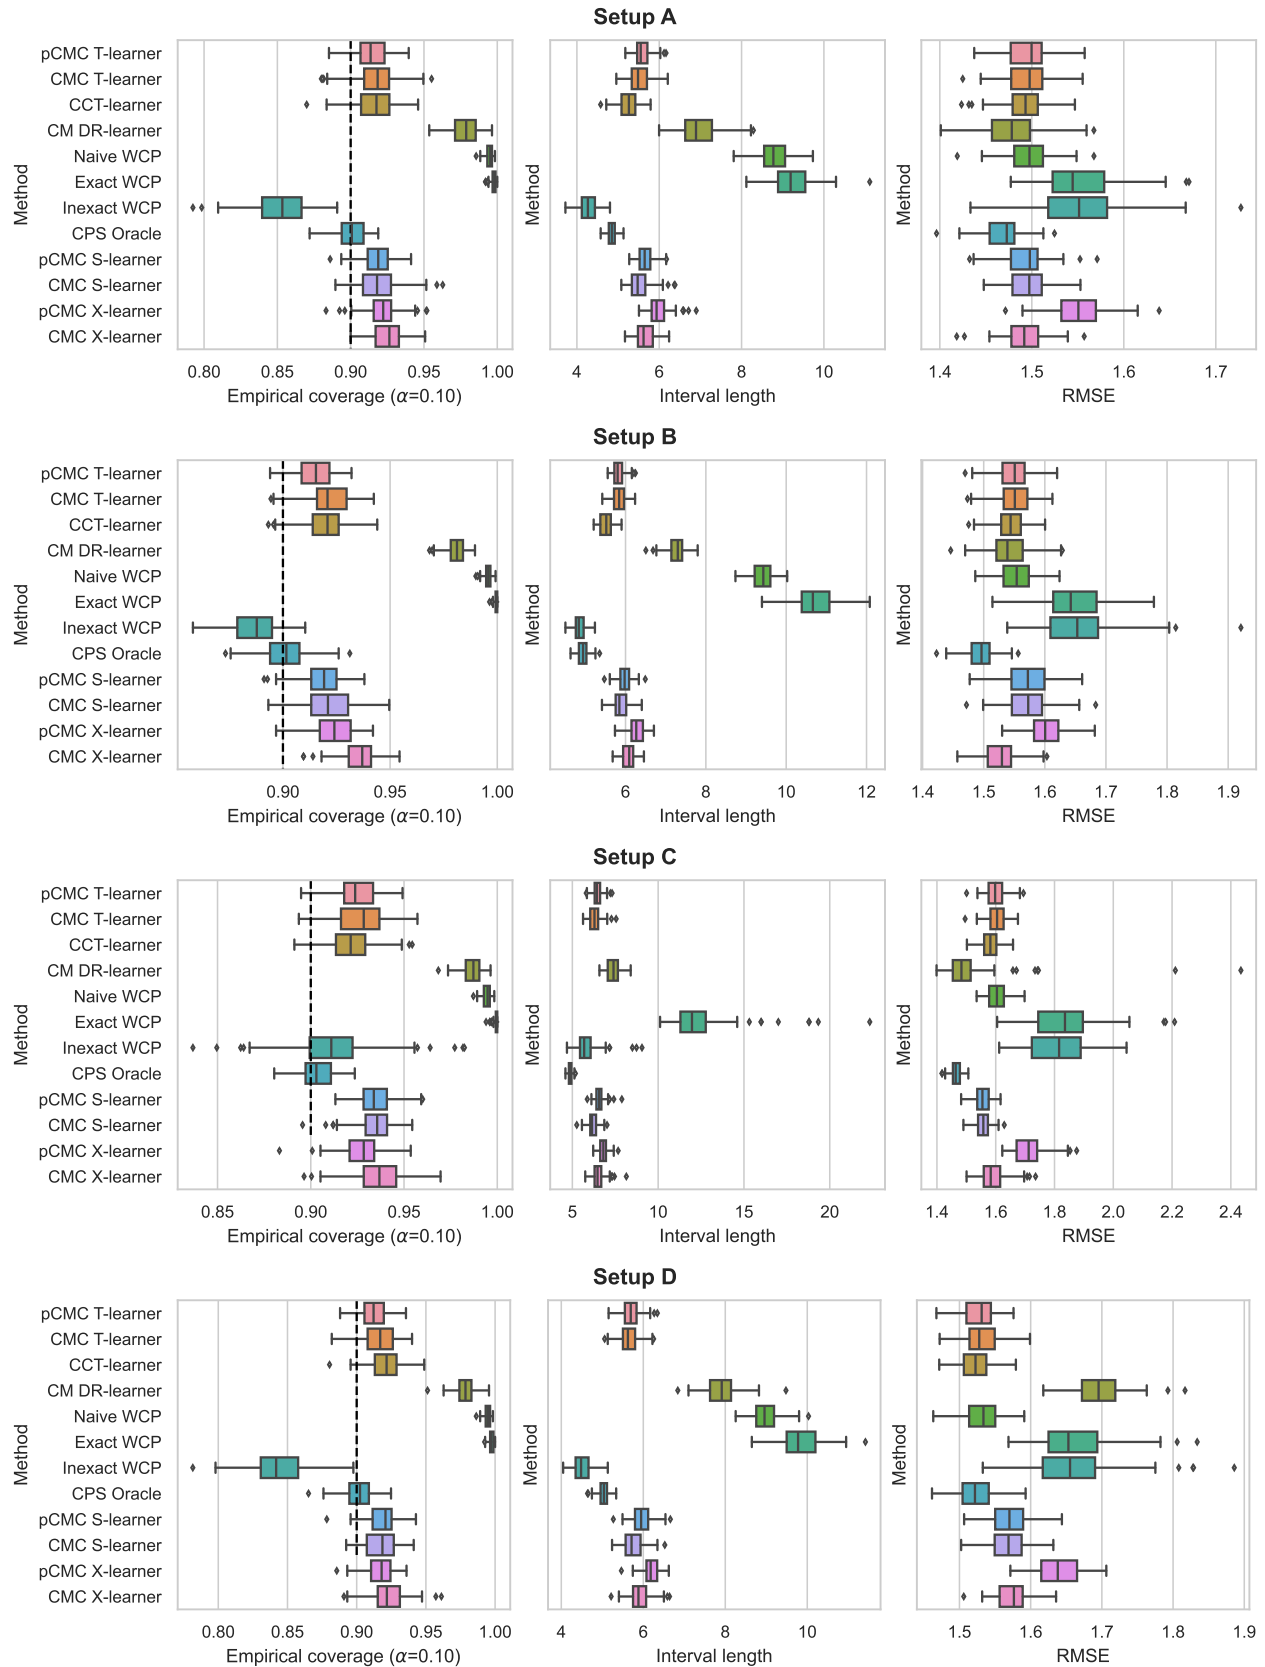 Setup A
pCMC T-learner
CMC T-learner
CCT-learner
CM DR-learner
Naive WCP
Exact WCP
Inexact WCP
CPS Oracle
pCMC S-learner
CMC S-learner
pCMC X-learner
CMC X-learner
Method
0.80 0.85 0.90 0.95 1.00
Empirical coverage (α=0.10)
Method
4 6 8 10
Interval length
Method
1.4 1.5 1.6 1.7
RMSE
Setup B
pCMC T-learner
CMC T-learner
CCT-learner
CM DR-learner
Naive WCP
Exact WCP
Inexact WCP
CPS Oracle
pCMC S-learner
CMC S-learner
pCMC X-learner
CMC X-learner
Method
0.90 0.95 1.00
Empirical coverage (α=0.10)
Method
6 8 10 12
Interval length
Method
1.4 1.5 1.6 1.7 1.8 1.9
RMSE
Setup C
pCMC T-learner
CMC T-learner
CCT-learner
CM DR-learner
Naive WCP
Exact WCP
Inexact WCP
CPS Oracle
pCMC S-learner
CMC S-learner
pCMC X-learner
CMC X-learner
Method
0.85 0.90 0.95 1.00
Empirical coverage (α=0.10)
Method
5 10 15 20
Interval length
Method
1.4 1.6 1.8 2.0 2.2 2.4
RMSE
Setup D
pCMC T-learner
CMC T-learner
CCT-learner
CM DR-learner
Naive WCP
Exact WCP
Inexact WCP
CPS Oracle
pCMC S-learner
CMC S-learner
pCMC X-learner
CMC X-learner
Method
0.80 0.85 0.90 0.95 1.00
Empirical coverage (α=0.10)
Method
4 6 8 10
Interval length
Method
1.5 1.6 1.7 1.8 1.9
RMSE